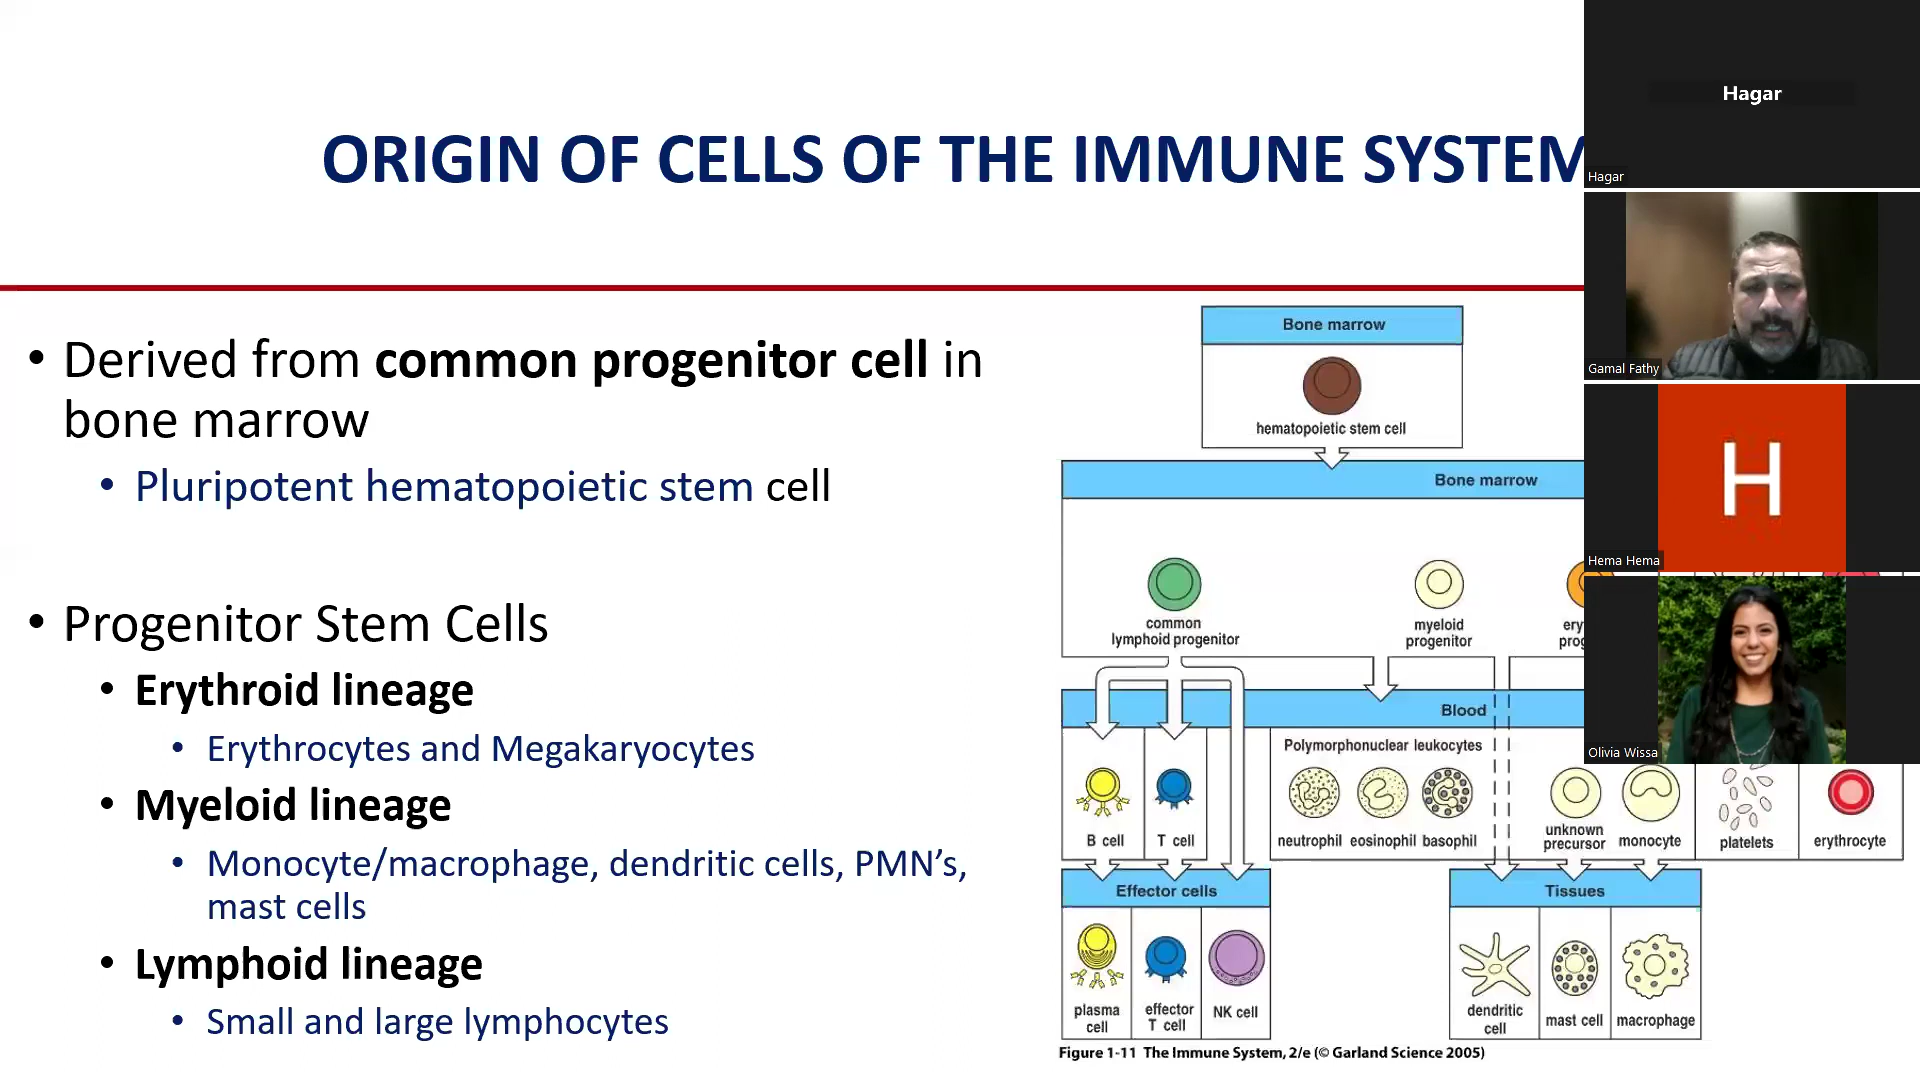 ORIGIN OF CELLS OF THE IMMUNE SYSTEM
• Derived from common progenitor cell in
bone marrow
• Pluripotent hematopoietic stem cell
• Progenitor Stem Cells
• Erythroid lineage
• Erythrocytes and Megakaryocytes
• Myeloid lineage
• Monocyte/macrophage, dendritic cells, PMN’s,
mast cells
• Lymphoid lineage
• Small and large lymphocytes
Bone marrow
hematopoietic stem cell
Bone marrow
common
lymphoid progenitor
myeloid
progenitor
Blood
Polymorphonuclear leukocytes
B cell
T cell
neutrophil
eosinophil
basophil
unknown
precursor
monocyte
platelets
erythrocyte
Effector cells
plasma
cell
effector
T cell
NK cell
Tissues
dendritic
cell
mast cell
macrophage
Figure 1-11 The Immune System, 2/e (© Garland Science 2005)
Hagar
Hagar
Gamal Fathy
H
Hema Hema
Olivia Wissa